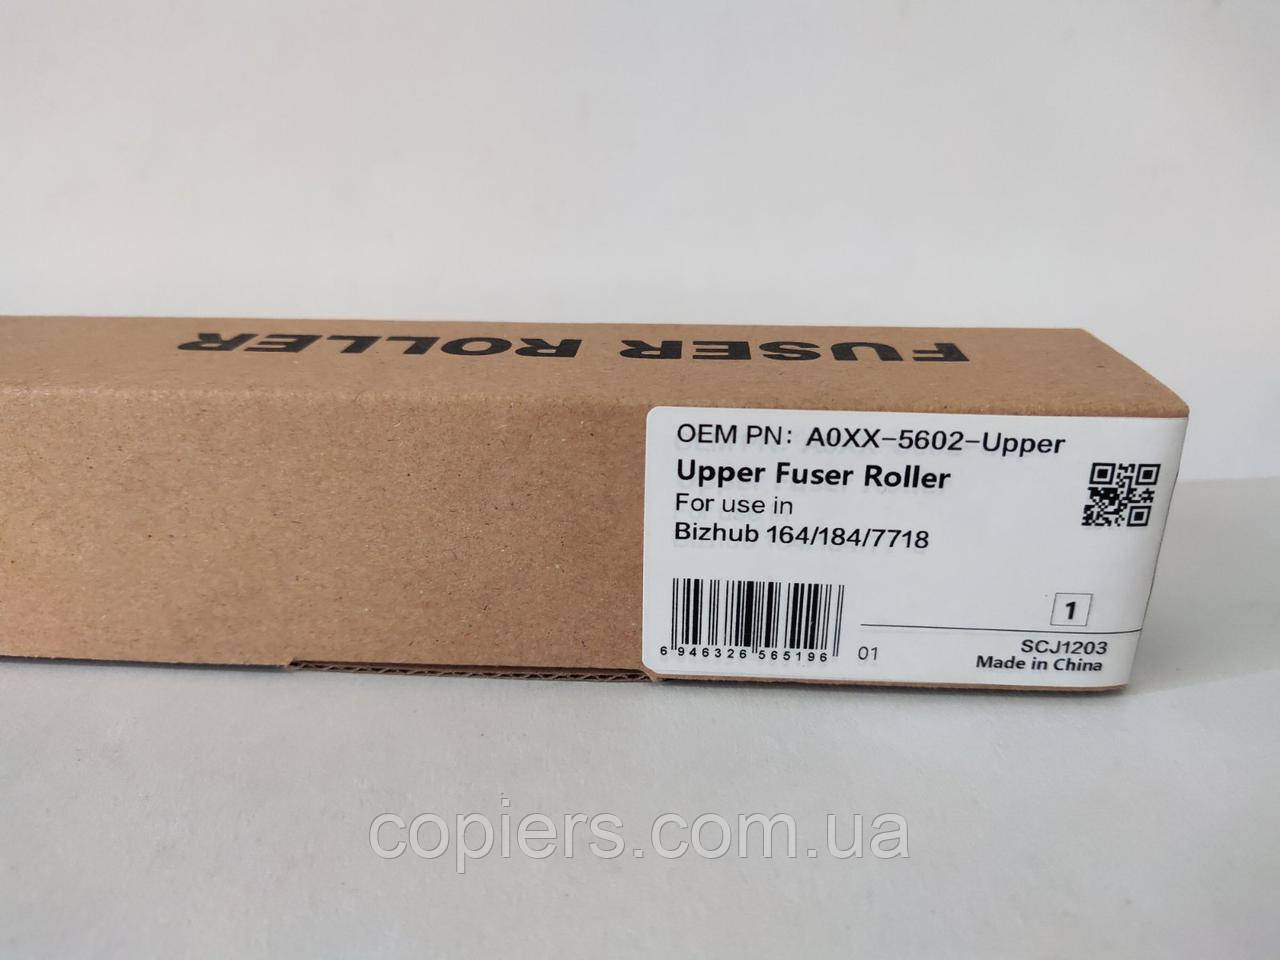 FUSER ROLLER
OEM PN: A0XX-5602-Upper
Upper Fuser Roller
For use in
Bizhub 164/184/7718
6 946326 565196
01
1
SCJ1203
Made in China
copiers.com.ua